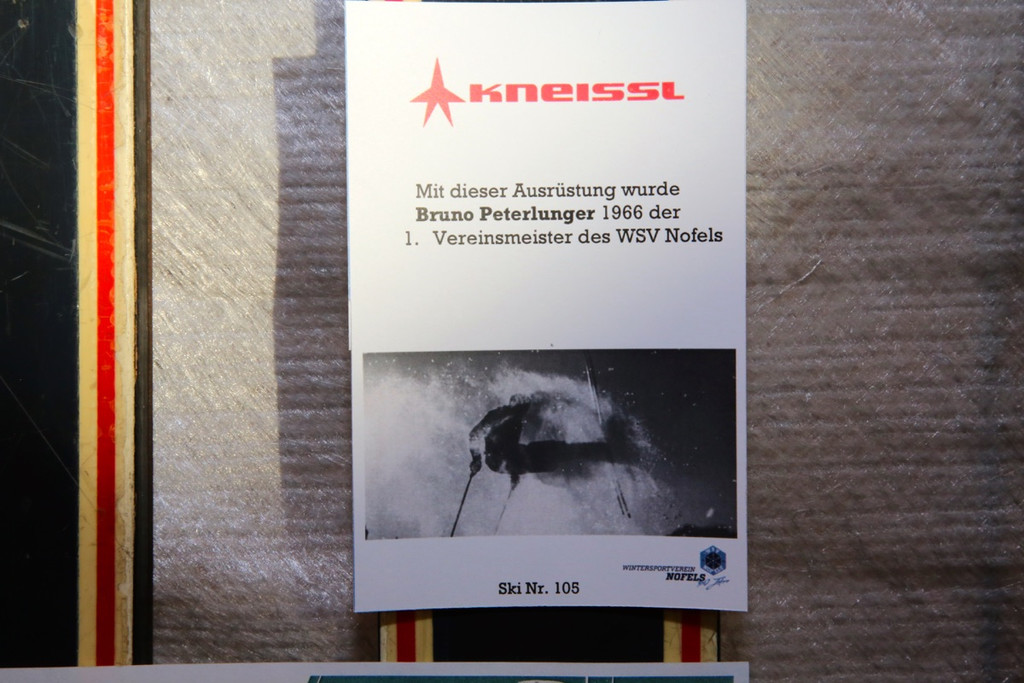 KNEISSL
Mit dieser Ausrüstung wurde
Bruno Peterlunger 1966 der
1. Vereinsmeister des WSV Nofels
WINTERSPORTVEREIN
NOFELS
Ski Nr. 105